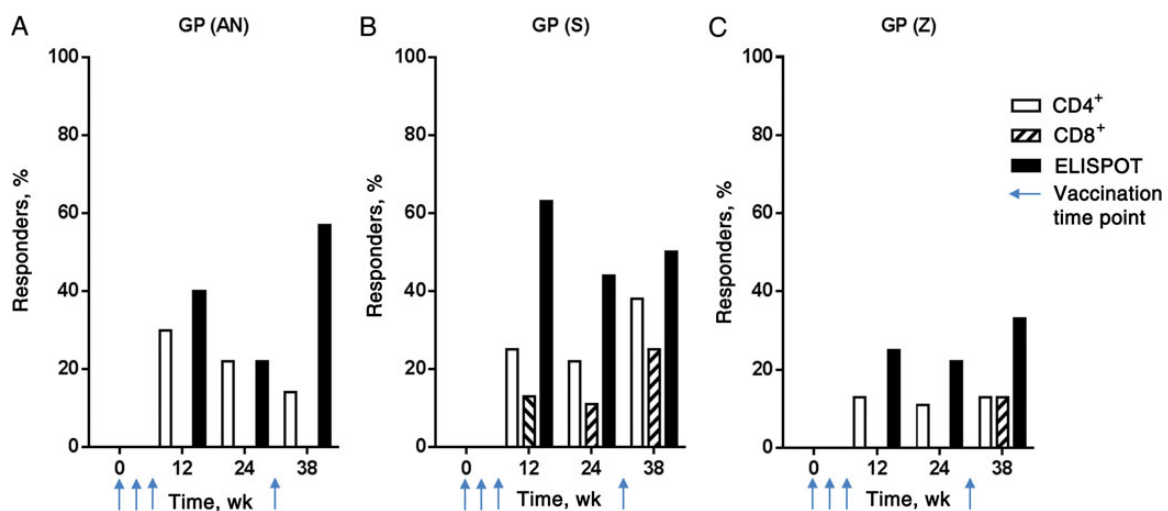 A
GP (AN)
Responders, %
100
80
60
40
20
0
0 12 24 38
Time, wk
B
GP (S)
Responders, %
100
80
60
40
20
0
0 12 24 38
Time, wk
C
GP (Z)
Responders, %
100
80
60
40
20
0
0 12 24 38
Time, wk
CD4⁺
CD8⁺
ELISPOT
Vaccination
time point